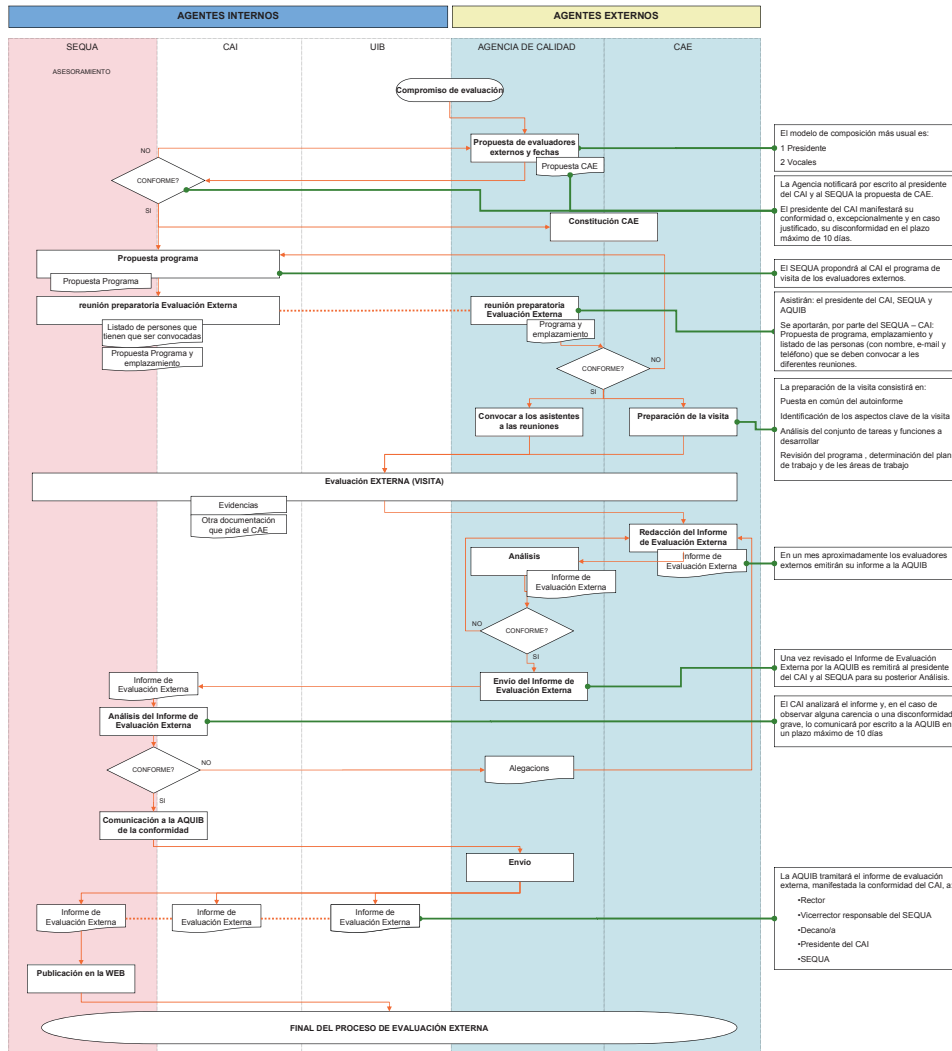 AGENTES INTERNOS
AGENTES EXTERNOS
SEQUA
CAI
UIB
AGENCIA DE CALIDAD
CAE
ASESORAMIENTO
Compromiso de evaluación
Propuesta de evaluadores
externos y fechas
Propuesta CAE
NO
CONFORME?
SI
Constitución CAE
Propuesta programa
Propuesta Programa
reunión preparatoria Evaluación Externa
Listado de personas que
tienen que ser convocadas
Propuesta Programa y
emplazamiento
reunión preparatoria
Evaluación Externa
Programa y
emplazamiento
CONFORME?
NO
SI
Convocar a los asistentes
a las reuniones
Preparación de la visita
Evaluación EXTERNA (VISITA)
Evidencias
Otra documentación
que pida el CAE
Redacción del Informe
de Evaluación Externa
Informe de
Evaluación Externa
Análisis
Informe de
Evaluación Externa
NO
CONFORME?
SI
Envío del Informe de
Evaluación Externa
Informe de
Evaluación Externa
Análisis del Informe de
Evaluación Externa
CONFORME?
NO
SI
Alegacions
Comunicación a la AQUIB
de la conformidad
Envío
Informe de
Evaluación Externa
Informe de
Evaluación Externa
Informe de
Evaluación Externa
Publicación en la WEB
FINAL DEL PROCESO DE EVALUACIÓN EXTERNA
El modelo de composición más usual es:
1 Presidente
2 Vocales
La Agencia notificará por escrito al presidente
del CAI y al SEQUA la propuesta de CAE.
El presidente del CAI manifestará su
conformidad o, excepcionalmente y en caso
justificado, su disconformidad en el plazo
máximo de 10 días.
El SEQUA propondrá al CAI el programa de
visita de los evaluadores externos.
Asistirán: el presidente del CAI, SEQUA y
AQUIB
Se aportarán, por parte del SEQUA – CAI:
Propuesta de programa, emplazamiento y
listado de las personas (con nombre, e-mail y
teléfono) que se deben convocar a les
diferentes reuniones.
La preparación de la visita consistirá en:
Puesta en común del autoinforme
Identificación de los aspectos clave de la visita
Análisis del conjunto de tareas y funciones a
desarrollar
Revisión del programa , determinación del plan
de trabajo y de les áreas de trabajo
En un mes aproximadamente los evaluadores
externos emitirán su informe a la AQUIB
Una vez revisado el Informe de Evaluación
Externa por la AQUIB es remitirá al presidente
del CAI y al SEQUA para su posterior Análisis.
El CAI analizará el informe y, en el caso de
observar alguna carencia o una disconformidad
grave, lo comunicará por escrito a la AQUIB en
un plazo máximo de 10 días
La AQUIB tramitará el informe de evaluación
externa, manifestada la conformidad del CAI, a:
•Rector
•Vicerrector responsable del SEQUA
•Decano/a
•Presidente del CAI
•SEQUA